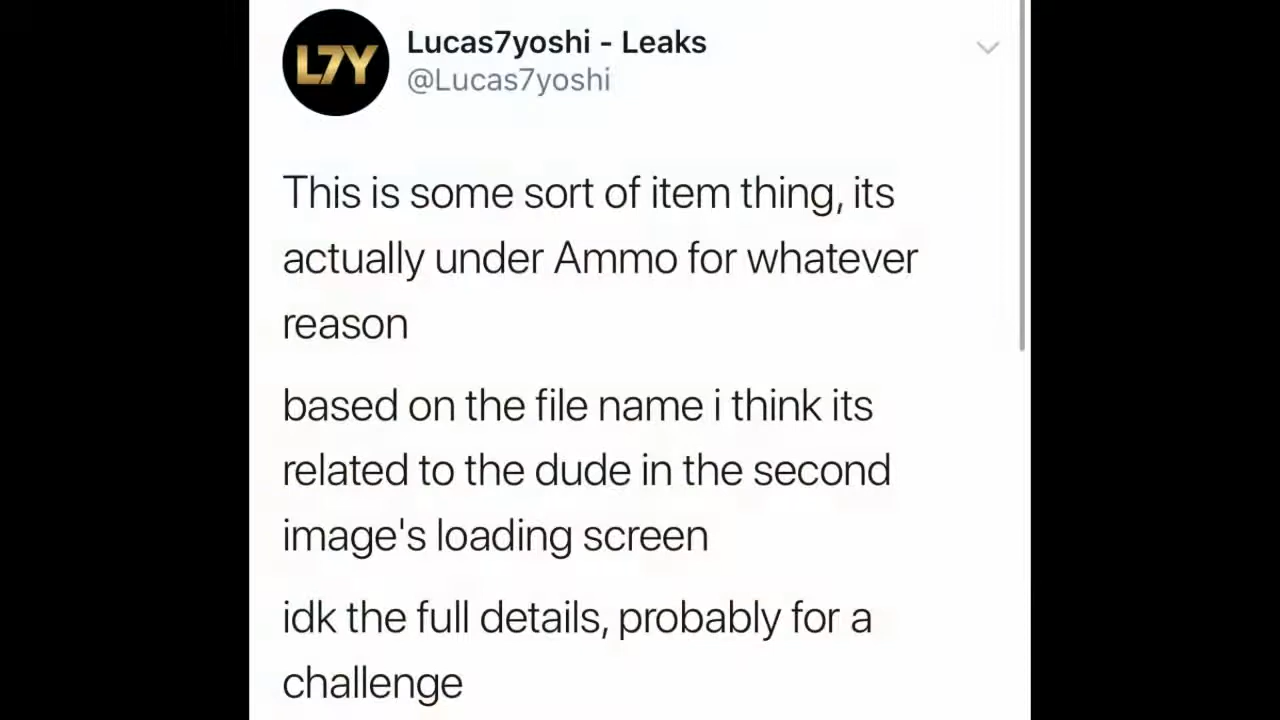 L7Y
Lucas7yoshi - Leaks
@Lucas7yoshi
This is some sort of item thing, its
actually under Ammo for whatever
reason
based on the file name i think its
related to the dude in the second
image's loading screen
idk the full details, probably for a
challenge